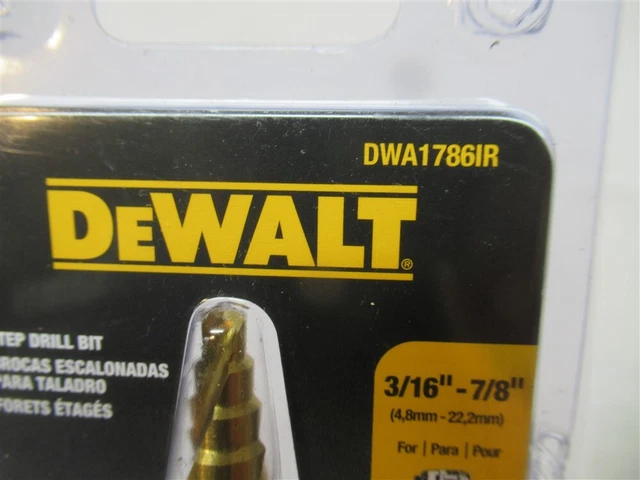 DWA1786IR
DEWALT®
TEP DRILL BIT
BROCAS ESCALONADAS
PARA TALADRO
FORETS ÉTAGÉS
3/16" - 7/8"
(4,8mm - 22,2mm)
For | Para | Pour